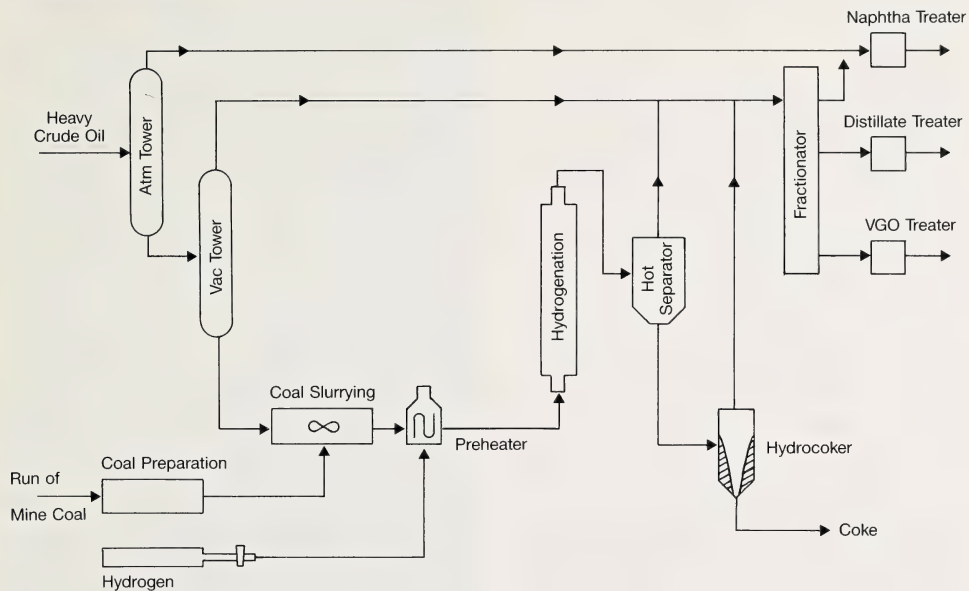 Naphtha Treater
Heavy
Crude Oil
Atm Tower
Distillate Treater
Vac Tower
Fractionator
VGO Treater
Hydrogenation
Hot
Separator
Coal Slurrying
Preheater
Hydrocoker
Run of
Mine Coal
Coal Preparation
Coke
Hydrogen